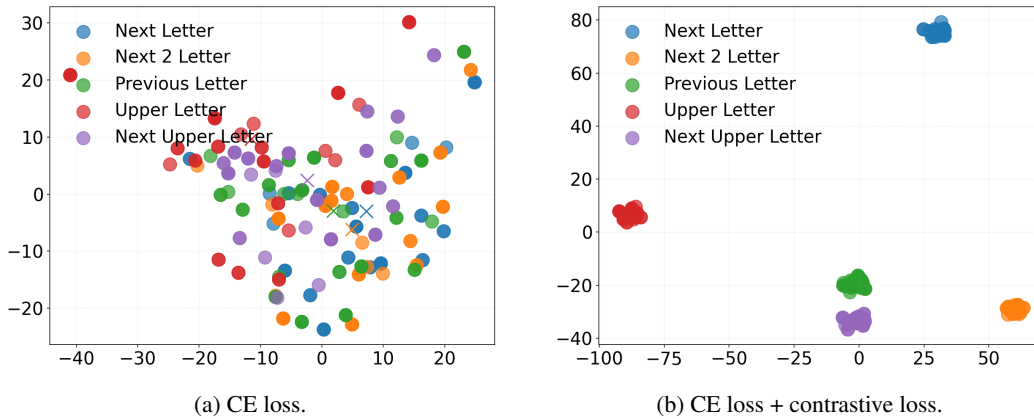 30
20
10
0
−10
−20
−40
−30
−20
−10
0
10
20
Next Letter
Next 2 Letter
Previous Letter
Upper Letter
Next Upper Letter
(a) CE loss.
80
60
40
20
0
−20
−40
−100
−75
−50
−25
0
25
50
Next Letter
Next 2 Letter
Previous Letter
Upper Letter
Next Upper Letter
(b) CE loss + contrastive loss.